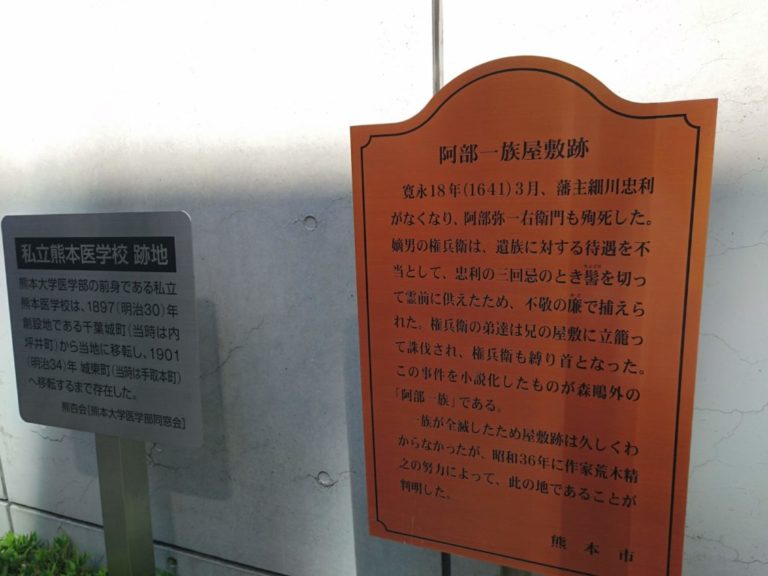 私立熊本医学校 跡地
熊本大学医学部の前身である私立
熊本医学校は、1897(明治30)年
創設地である千葉城町(当時は内
坪井町)から当地に移転し、1901
(明治34)年 城東町(当時は手取本町)
へ移転するまで存在した。
熊杏会[熊本大学医学部同窓会]
阿部一族屋敷跡
寛永18年(1641)3月、藩主細川忠利
がなくなり、阿部弥一右衛門も殉死した。
嫡男の権兵衛は、遺族に対する待遇を不
当として、忠利の三回忌のとき髻を切っ
て霊前に供えたため、不敬の廉で捕えら
れた。権兵衛の弟達は兄の屋敷に立籠っ
て誅伐され、権兵衛も縛り首となった。
この事件を小説化したものが森鴎外の
「阿部一族」である。
一族が全滅したため屋敷跡は久しくわ
からなかったが、昭和36年に作家荒木精
之の努力によって、此の地であることが
判明した。
熊本市